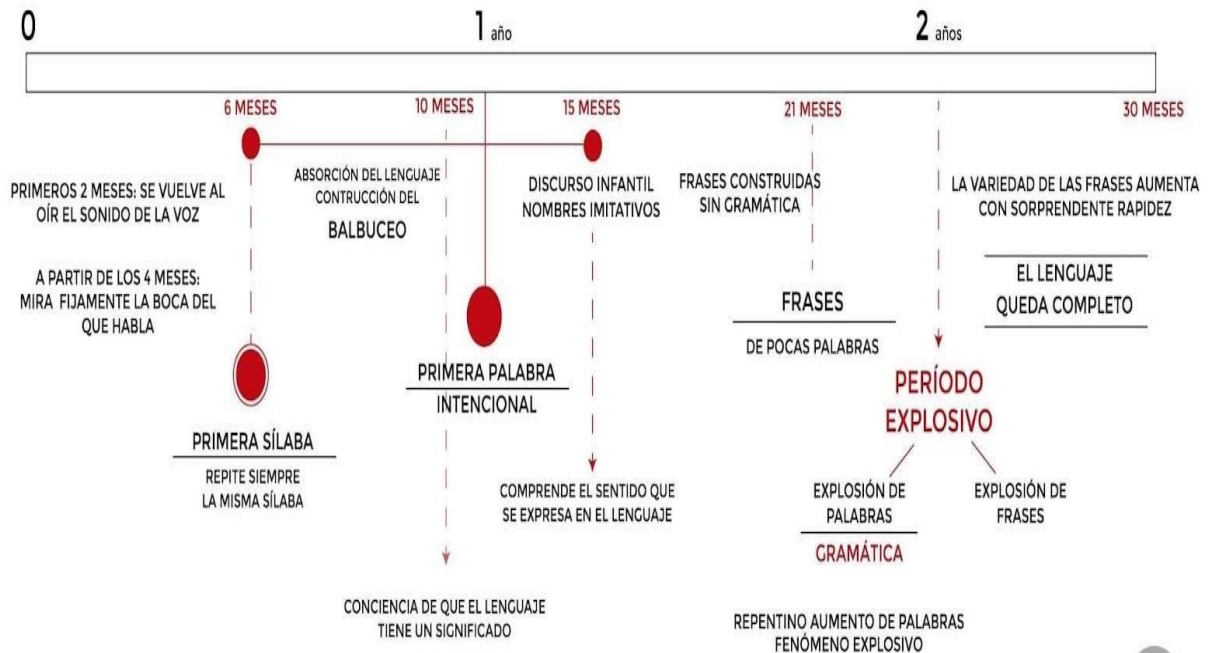 0
1 año
2 años
6 MESES
10 MESES
15 MESES
21 MESES
30 MESES
PRIMEROS 2 MESES: SE VUELVE AL
OÍR EL SONIDO DE LA VOZ
A PARTIR DE LOS 4 MESES:
MIRA FIJAMENTE LA BOCA DEL
QUE HABLA
PRIMERA SÍLABA
REPITE SIEMPRE
LA MISMA SÍLABA
ABSORCIÓN DEL LENGUAJE
CONTRUCCIÓN DEL
BALBUCEO
CONCIENCIA DE QUE EL LENGUAJE
TIENE UN SIGNIFICADO
PRIMERA PALABRA
INTENCIONAL
DISCURSO INFANTIL
NOMBRES IMITATIVOS
COMPRENDE EL SENTIDO QUE
SE EXPRESA EN EL LENGUAJE
FRASES CONSTRUIDAS
SIN GRAMÁTICA
FRASES
DE POCAS PALABRAS
PERÍODO
EXPLOSIVO
EXPLOSIÓN DE
PALABRAS
GRAMÁTICA
EXPLOSIÓN DE
FRASES
REPENTINO AUMENTO DE PALABRAS
FENÓMENO EXPLOSIVO
LA VARIEDAD DE LAS FRASES AUMENTA
CON SORPRENDENTE RAPIDEZ
EL LENGUAJE
QUEDA COMPLETO